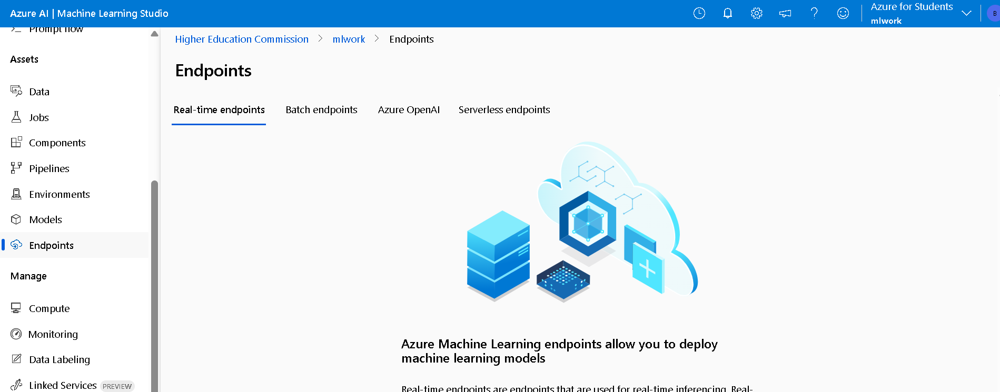 Azure AI | Machine Learning Studio
Azure for Students
mlwork
B
Prompt flow
Assets
Data
Jobs
Components
Pipelines
Environments
Models
Endpoints
Manage
Compute
Monitoring
Data Labeling
Linked Services PREVIEW
Higher Education Commission > mlwork > Endpoints
Endpoints
Real-time endpoints Batch endpoints Azure OpenAI Serverless endpoints
Azure Machine Learning endpoints allow you to deploy
machine learning models
Real-time endpoints are endpoints that are used for real-time inferencing. Real-